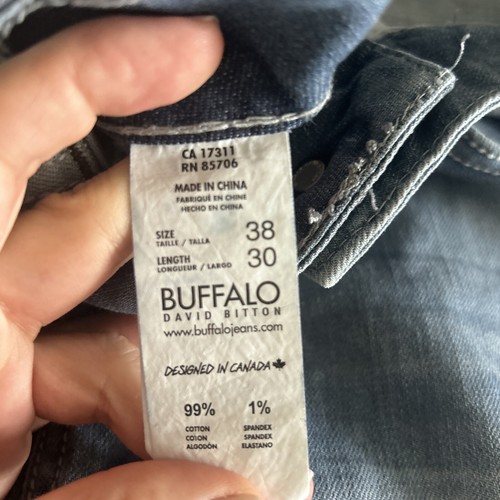 CA 17311
RN 85706
MADE IN CHINA
FABRIQUÉ EN CHINE
HECHO EN CHINA
SIZE 38
TAILLE / TALLA
LENGTH 30
LONGUEUR / LARGO
BUFFALO
DAVID BITTON
www.buffalojeans.com
DESIGNED IN CANADA
99% 1%
COTTON SPANDEX
COTON SPANDEX
ALGODÓN ELASTANO